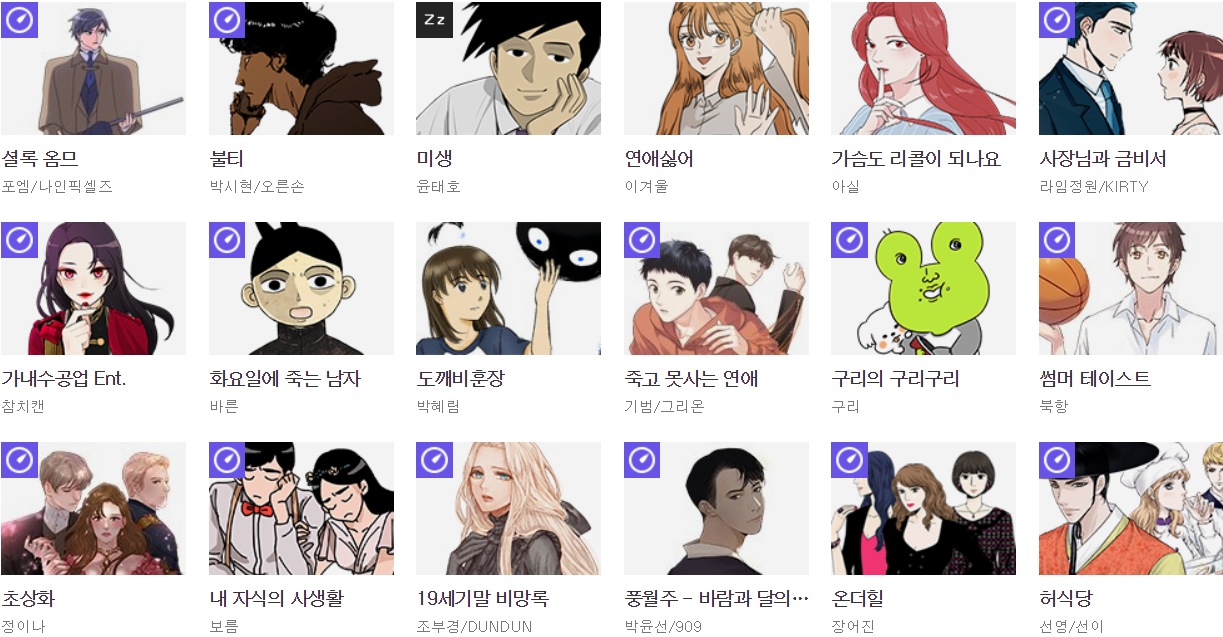 Zz
셜록 옴므
포엠/나인픽셀즈
불티
박시현/오른손
미생
윤태호
연애싫어
이겨울
가슴도 리콜이 되나요
아실
사장님과 금비서
라임정원/KIRTY
가내수공업 Ent.
참치캔
화요일에 죽는 남자
바른
도깨비훈장
박혜림
죽고 못사는 연애
기범/그리온
구리의 구리구리
구리
썸머 테이스트
북항
초상화
정이나
내 자식의 사생활
보름
19세기말 비망록
조부경/DUNDUN
풍월주 - 바람과 달의…
박윤선/909
온더힐
장어진
허식당
선영/선이